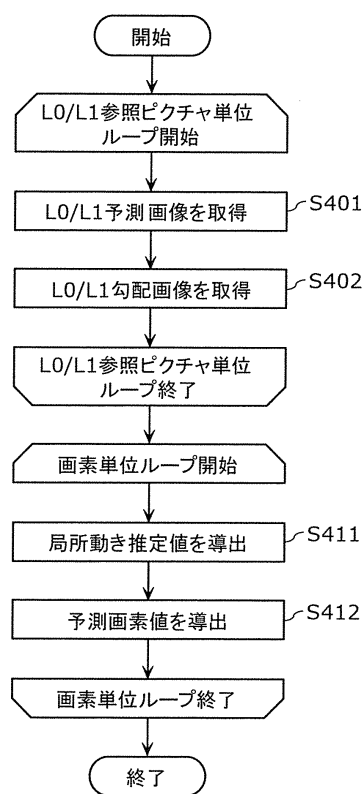 開始
L0/L1参照ピクチャ単位
ループ開始
L0/L1予測画像を取得
S401
L0/L1勾配画像を取得
S402
L0/L1参照ピクチャ単位
ループ終了
画素単位ループ開始
局所動き推定値を導出
S411
予測画素値を導出
S412
画素単位ループ終了
終了